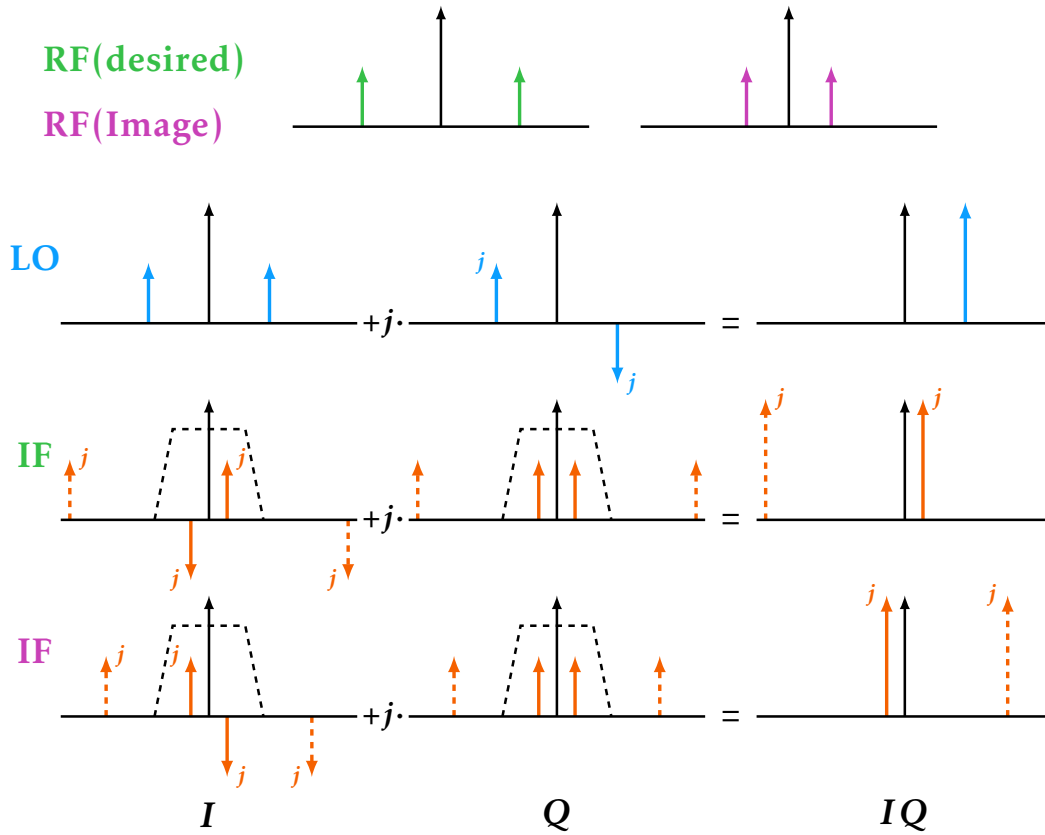 RF(desired)
RF(Image)
LO
j
+j·
=
j
IF
j
j
+j·
=
j
j
j
j
IF
j
j
+j·
=
j
j
j
j
I
Q
IQ